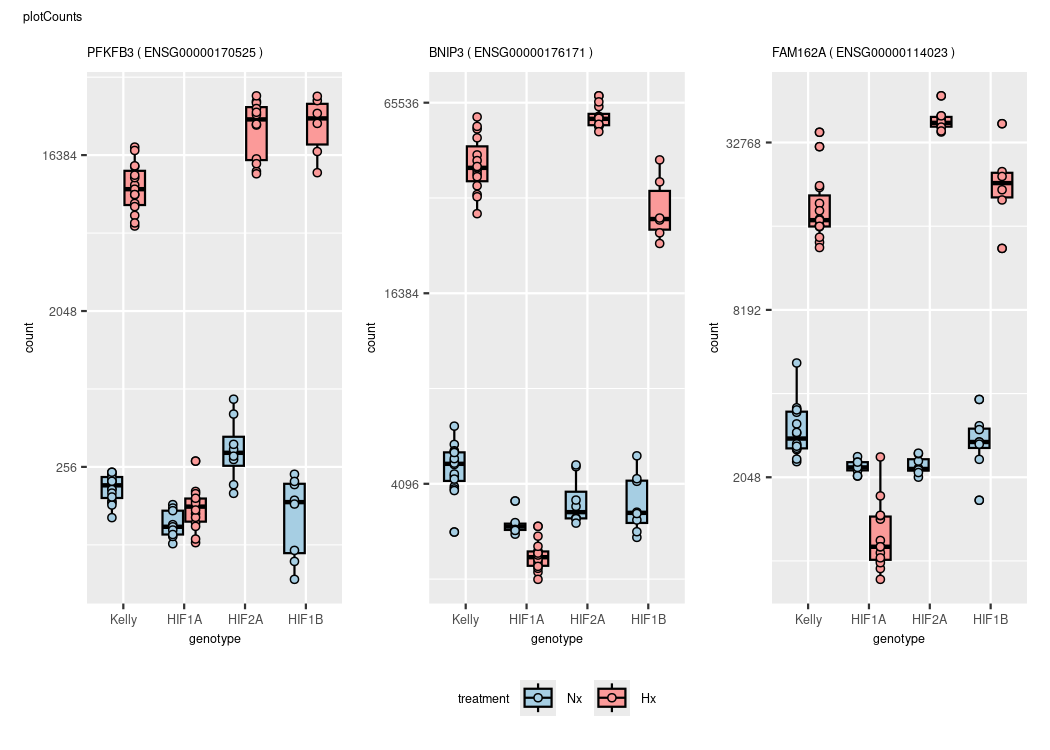 plotCounts
PFKFB3 ( ENSG00000170525 )
count
16384
2048
256
Kelly HIF1A HIF2A HIF1B
genotype
BNIP3 ( ENSG00000176171 )
count
65536
16384
4096
Kelly HIF1A HIF2A HIF1B
genotype
FAM162A ( ENSG00000114023 )
count
32768
8192
2048
Kelly HIF1A HIF2A HIF1B
genotype
treatment Nx Hx